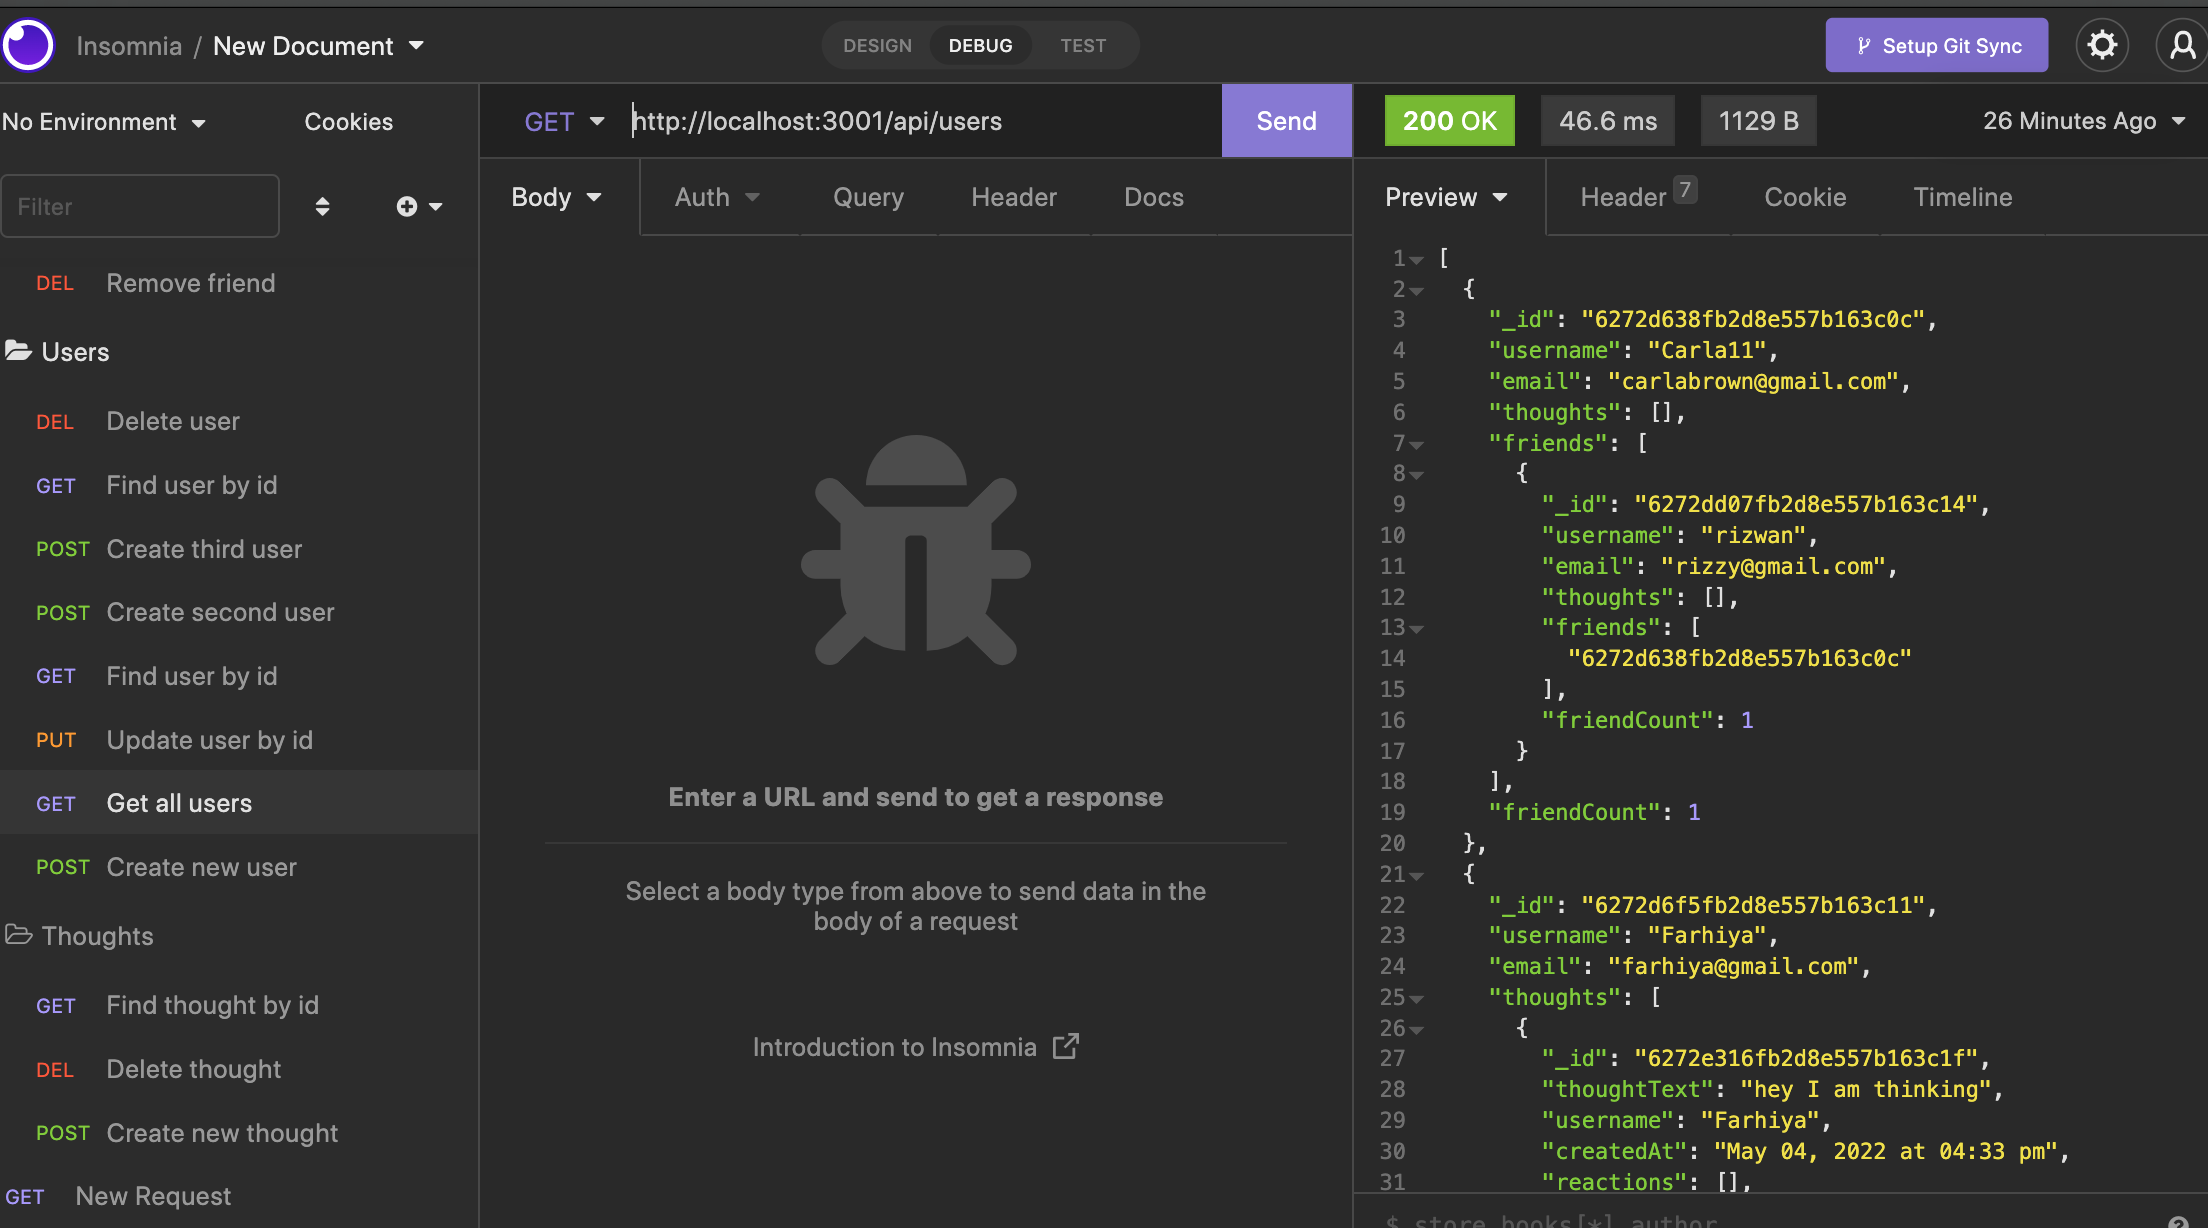 Insomnia / New Document
DESIGN DEBUG TEST
Setup Git Sync
No Environment
Cookies
Filter
DEL Remove friend
Users
DEL Delete user
GET Find user by id
POST Create third user
POST Create second user
GET Find user by id
PUT Update user by id
GET Get all users
POST Create new user
Thoughts
GET Find thought by id
DEL Delete thought
POST Create new thought
GET New Request
GET http://localhost:3001/api/users
Send
Body Auth Query Header Docs
Enter a URL and send to get a response
Select a body type from above to send data in the
body of a request
Introduction to Insomnia
200 OK 46.6 ms 1129 B 26 Minutes Ago
Preview Header 7 Cookie Timeline
1 [
2 {
3 "_id": "6272d638fb2d8e557b163c0c",
4 "username": "Carla11",
5 "email": "carlabrown@gmail.com",
6 "thoughts": [],
7 "friends": [
8 {
9 "_id": "6272dd07fb2d8e557b163c14",
10 "username": "rizwan",
11 "email": "rizzy@gmail.com",
12 "thoughts": [],
13 "friends": [
14 "6272d638fb2d8e557b163c0c"
15 ],
16 "friendCount": 1
17 }
18 ],
19 "friendCount": 1
20 },
21 {
22 "_id": "6272d6f5fb2d8e557b163c11",
23 "username": "Farhiya",
24 "email": "farhiya@gmail.com",
25 "thoughts": [
26 {
27 "_id": "6272e316fb2d8e557b163c1f",
28 "thoughtText": "hey I am thinking",
29 "username": "Farhiya",
30 "createdAt": "May 04, 2022 at 04:33 pm",
31 "reactions": [],
$.store.books[*].author